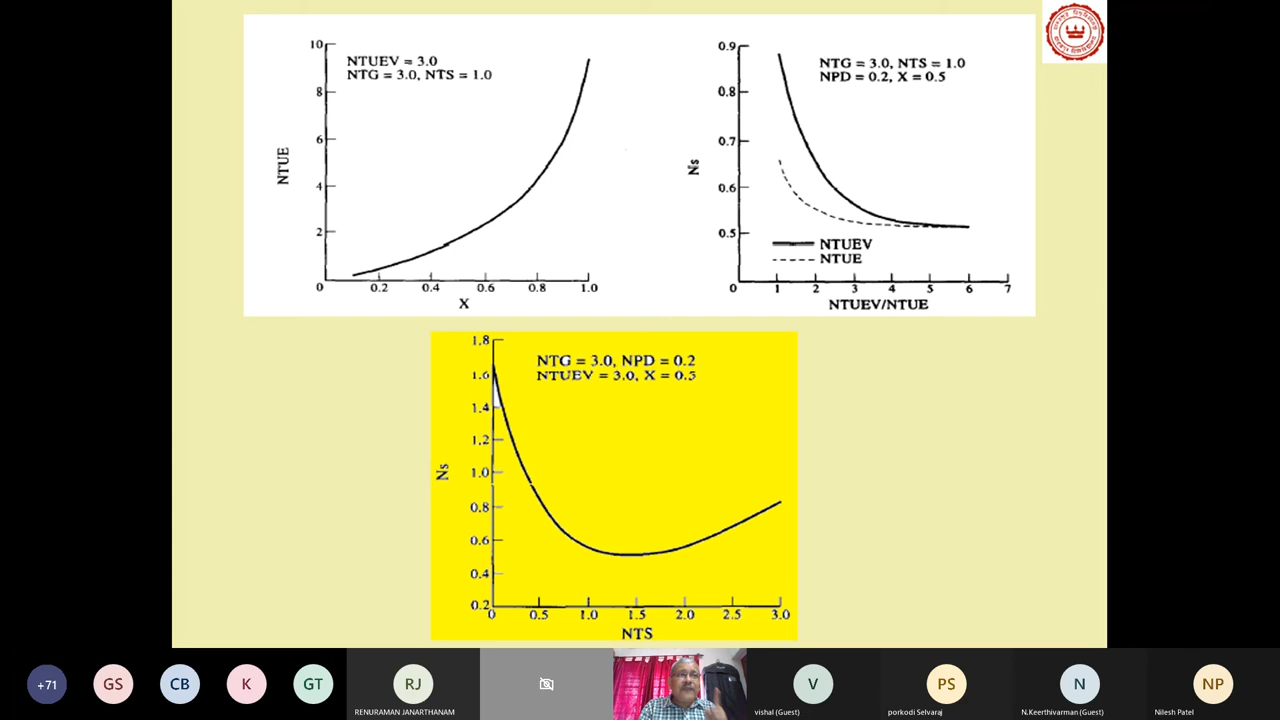 10
8
6
4
2
0
NTUE
NTUEV = 3.0
NTG = 3.0, NTS = 1.0
0.2
0.4
0.6
0.8
1.0
X
0.9
0.8
0.7
0.6
0.5
0
Ns
NTG = 3.0, NTS = 1.0
NPD = 0.2, X = 0.5
NTUEV
NTUE
1
2
3
4
5
6
7
NTUEV/NTUE
1.8
1.6
1.4
1.2
1.0
0.8
0.6
0.4
0.2
Ns
NTG = 3.0, NPD = 0.2
NTUEV = 3.0, X = 0.5
0
0.5
1.0
1.5
2.0
2.5
3.0
NTS
+71
GS
CB
K
GT
RJ
RENURAMAN JANARTHANAM
V
vishal (Guest)
PS
porkodi Selvaraj
N
N.Keerthivarman (Guest)
NP
Nilesh Patel